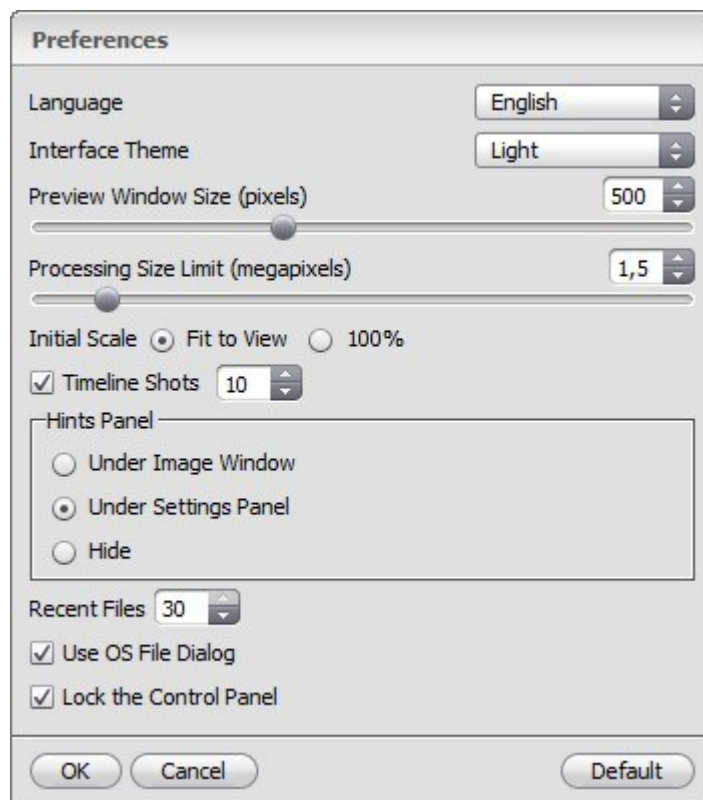 Preferences
Language English
Interface Theme Light
Preview Window Size (pixels) 500
Processing Size Limit (megapixels) 1,5
Initial Scale Fit to View 100%
Timeline Shots 10
Hints Panel
Under Image Window
Under Settings Panel
Hide
Recent Files 30
Use OS File Dialog
Lock the Control Panel
OK Cancel Default